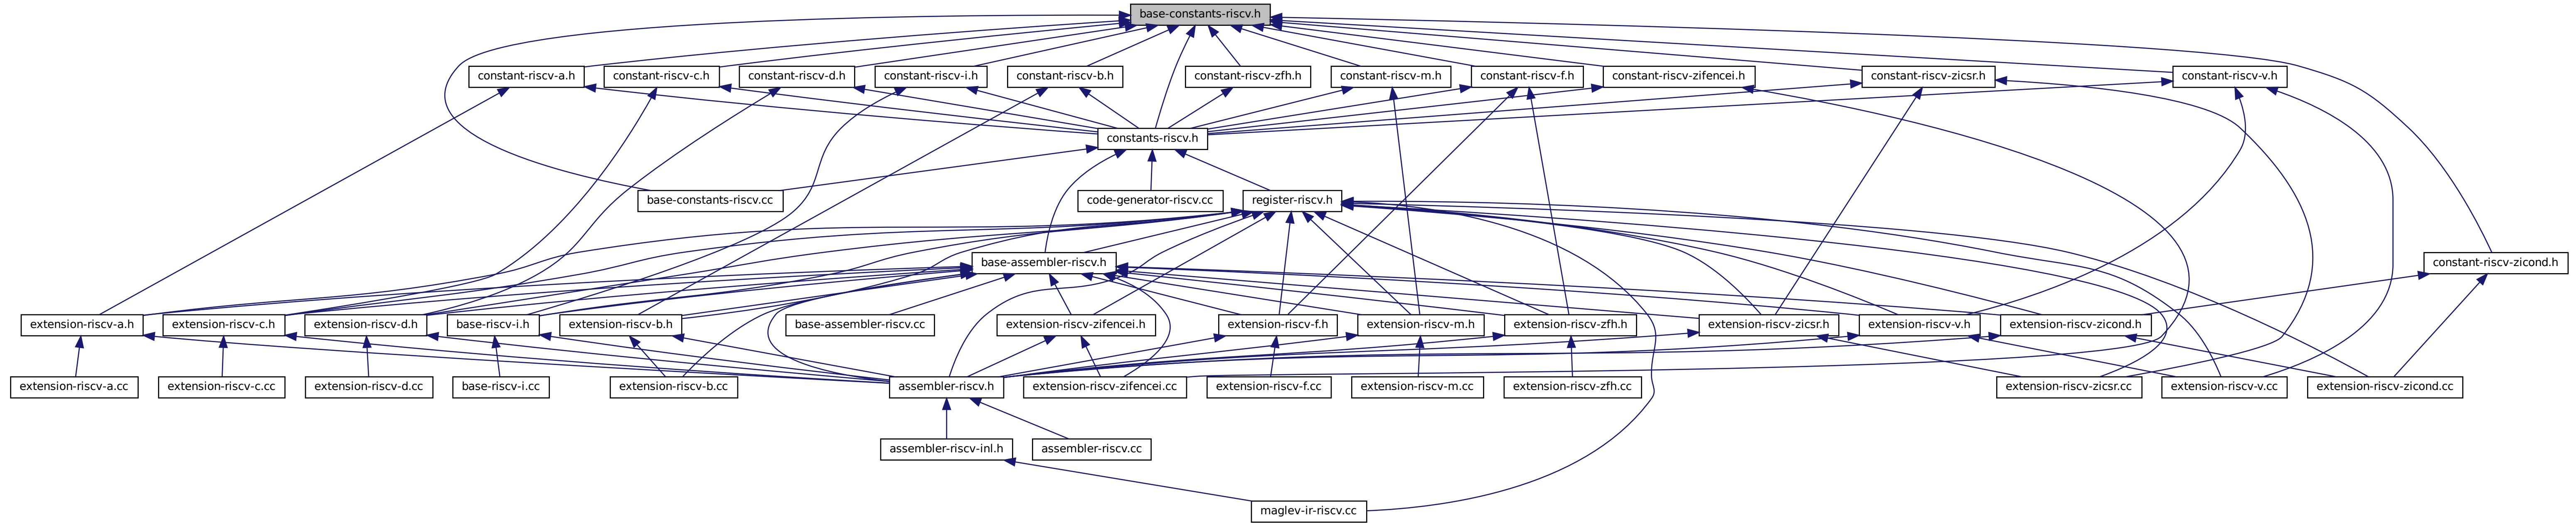 base-constants-riscv.h
constant-riscv-a.h
constant-riscv-c.h
constant-riscv-d.h
constant-riscv-i.h
constant-riscv-b.h
constant-riscv-zfh.h
constant-riscv-m.h
constant-riscv-f.h
constant-riscv-zifencei.h
constant-riscv-zicsr.h
constant-riscv-v.h
constants-riscv.h
base-constants-riscv.cc
code-generator-riscv.cc
register-riscv.h
base-assembler-riscv.h
constant-riscv-zicond.h
extension-riscv-a.h
extension-riscv-c.h
extension-riscv-d.h
base-riscv-i.h
extension-riscv-b.h
base-assembler-riscv.cc
extension-riscv-zifencei.h
extension-riscv-f.h
extension-riscv-m.h
extension-riscv-zfh.h
extension-riscv-zicsr.h
extension-riscv-v.h
extension-riscv-zicond.h
extension-riscv-a.cc
extension-riscv-c.cc
extension-riscv-d.cc
base-riscv-i.cc
extension-riscv-b.cc
assembler-riscv.h
extension-riscv-zifencei.cc
extension-riscv-f.cc
extension-riscv-m.cc
extension-riscv-zfh.cc
extension-riscv-zicsr.cc
extension-riscv-v.cc
extension-riscv-zicond.cc
assembler-riscv-inl.h
assembler-riscv.cc
maglev-ir-riscv.cc